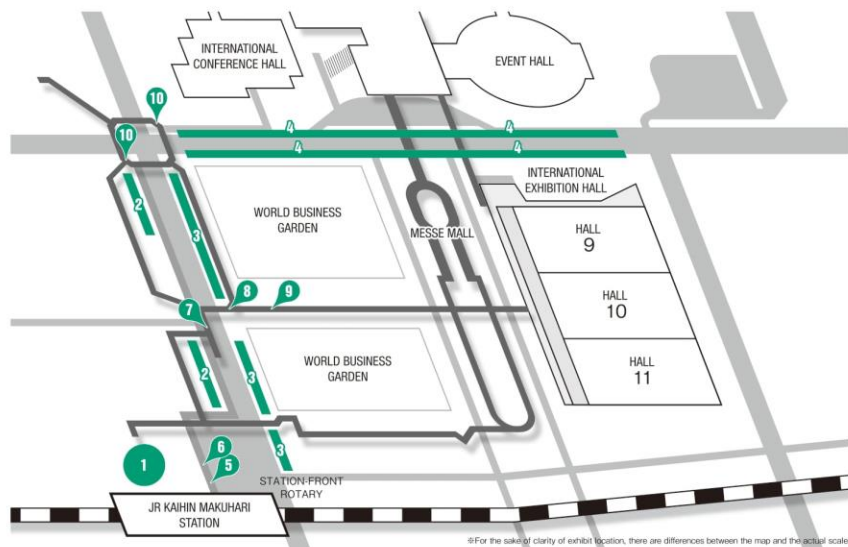 INTERNATIONAL
CONFERENCE HALL
EVENT HALL
10
10
4
4
4
4
INTERNATIONAL
EXHIBITION HALL
2
3
WORLD BUSINESS
GARDEN
MESSE MALL
HALL
9
8
9
7
HALL
10
2
3
WORLD BUSINESS
GARDEN
HALL
11
6
1
5
3
STATION-FRONT
ROTARY
JR KAIHIN MAKUHARI
STATION
※For the sake of clarity of exhibit location, there are differences between the map and the actual scale